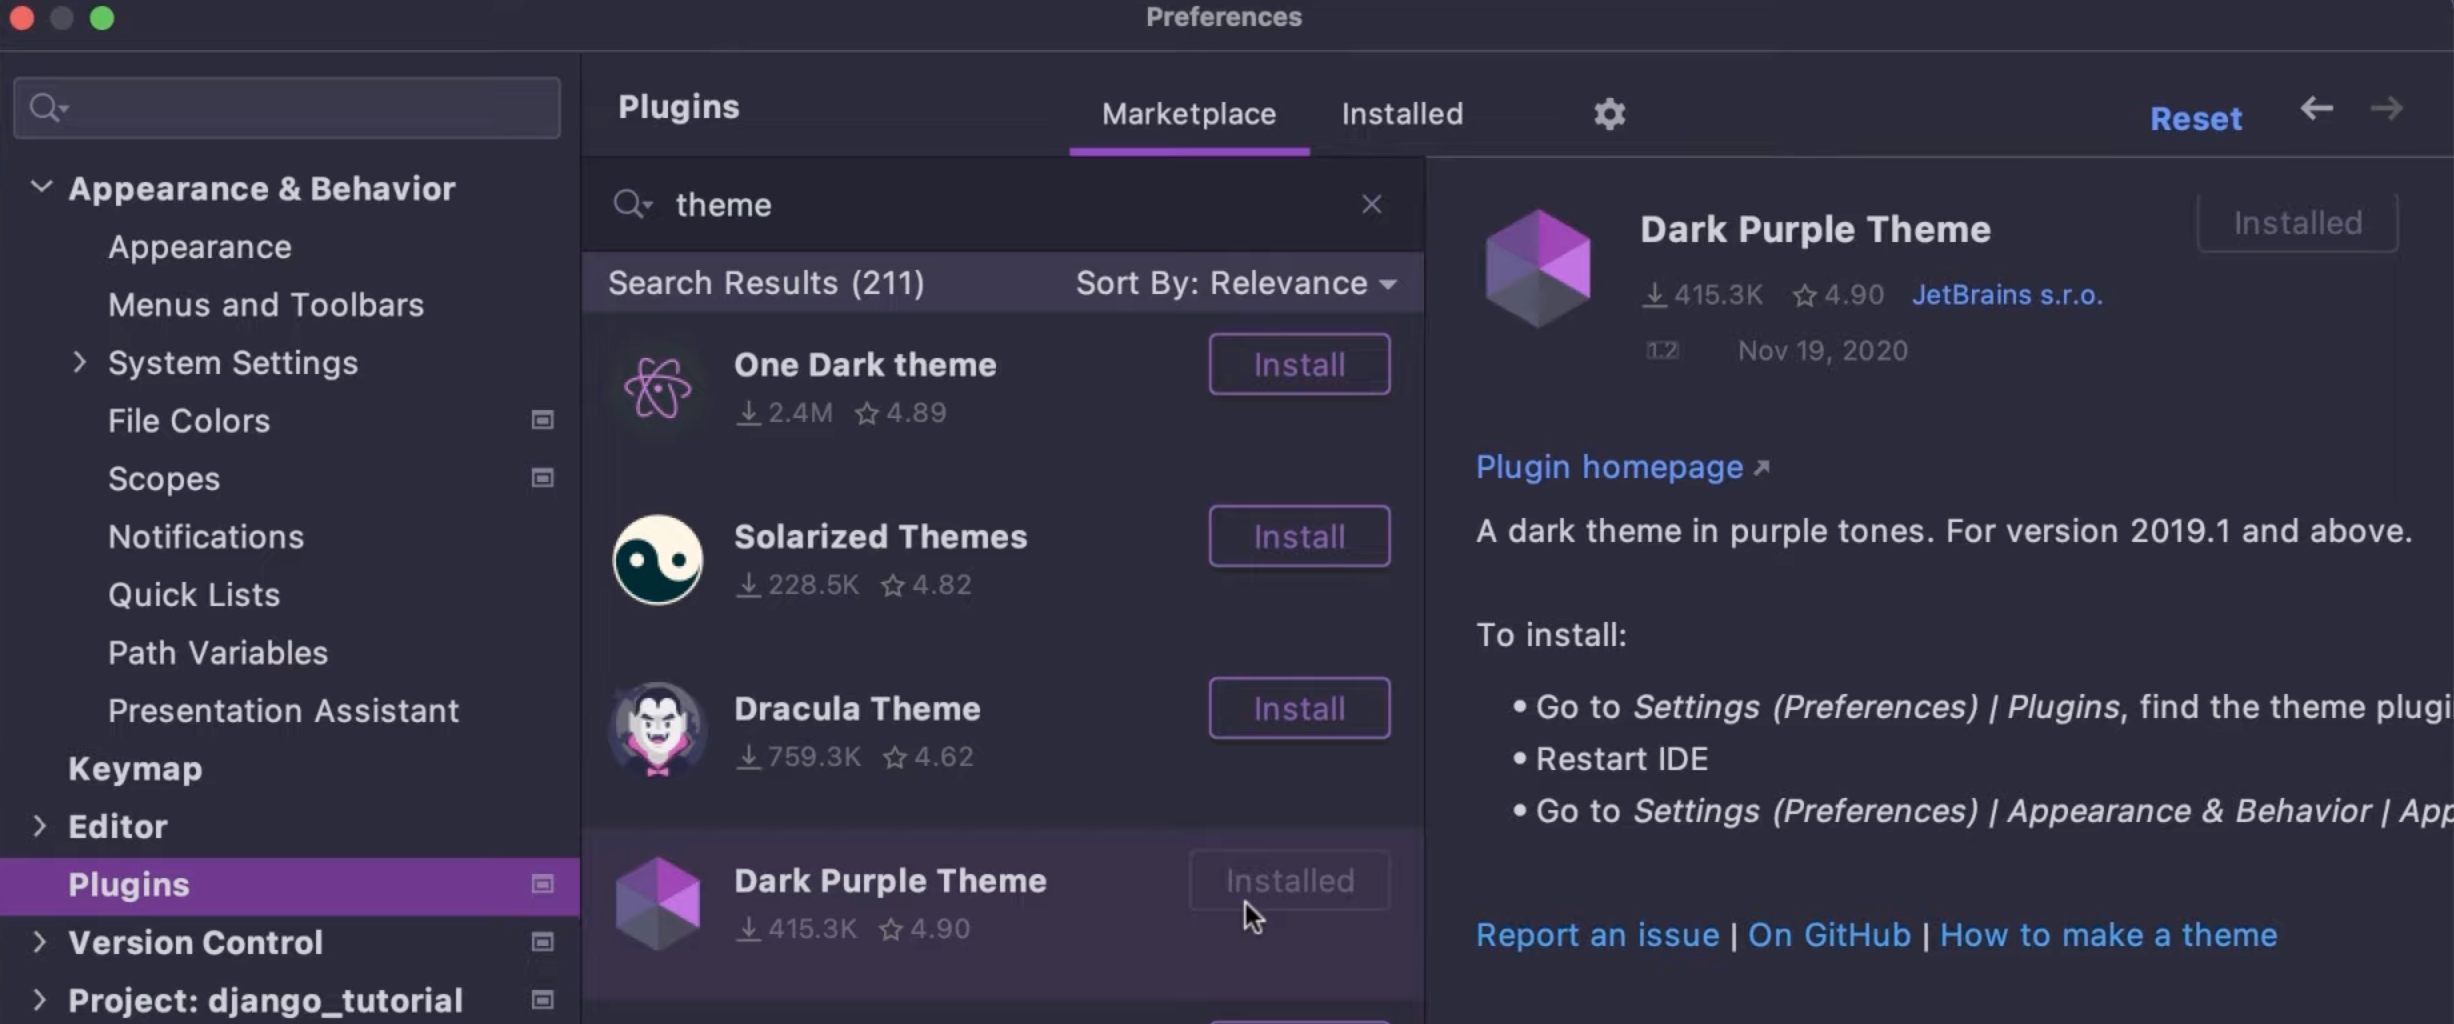 Preferences
Appearance & Behavior
Appearance
Menus and Toolbars
System Settings
File Colors
Scopes
Notifications
Quick Lists
Path Variables
Presentation Assistant
Keymap
Editor
Plugins
Version Control
Project: django_tutorial
Plugins
Marketplace
Installed
Reset
theme
Search Results (211)
Sort By: Relevance
One Dark theme
2.4M 4.89
Install
Solarized Themes
228.5K 4.82
Install
Dracula Theme
759.3K 4.62
Install
Dark Purple Theme
415.3K 4.90
Installed
Dark Purple Theme
Installed
415.3K 4.90 JetBrains s.r.o.
1.2 Nov 19, 2020
Plugin homepage
A dark theme in purple tones. For version 2019.1 and above.
To install:
• Go to Settings (Preferences) | Plugins, find the theme plugi
• Restart IDE
• Go to Settings (Preferences) | Appearance & Behavior | App
Report an issue | On GitHub | How to make a theme